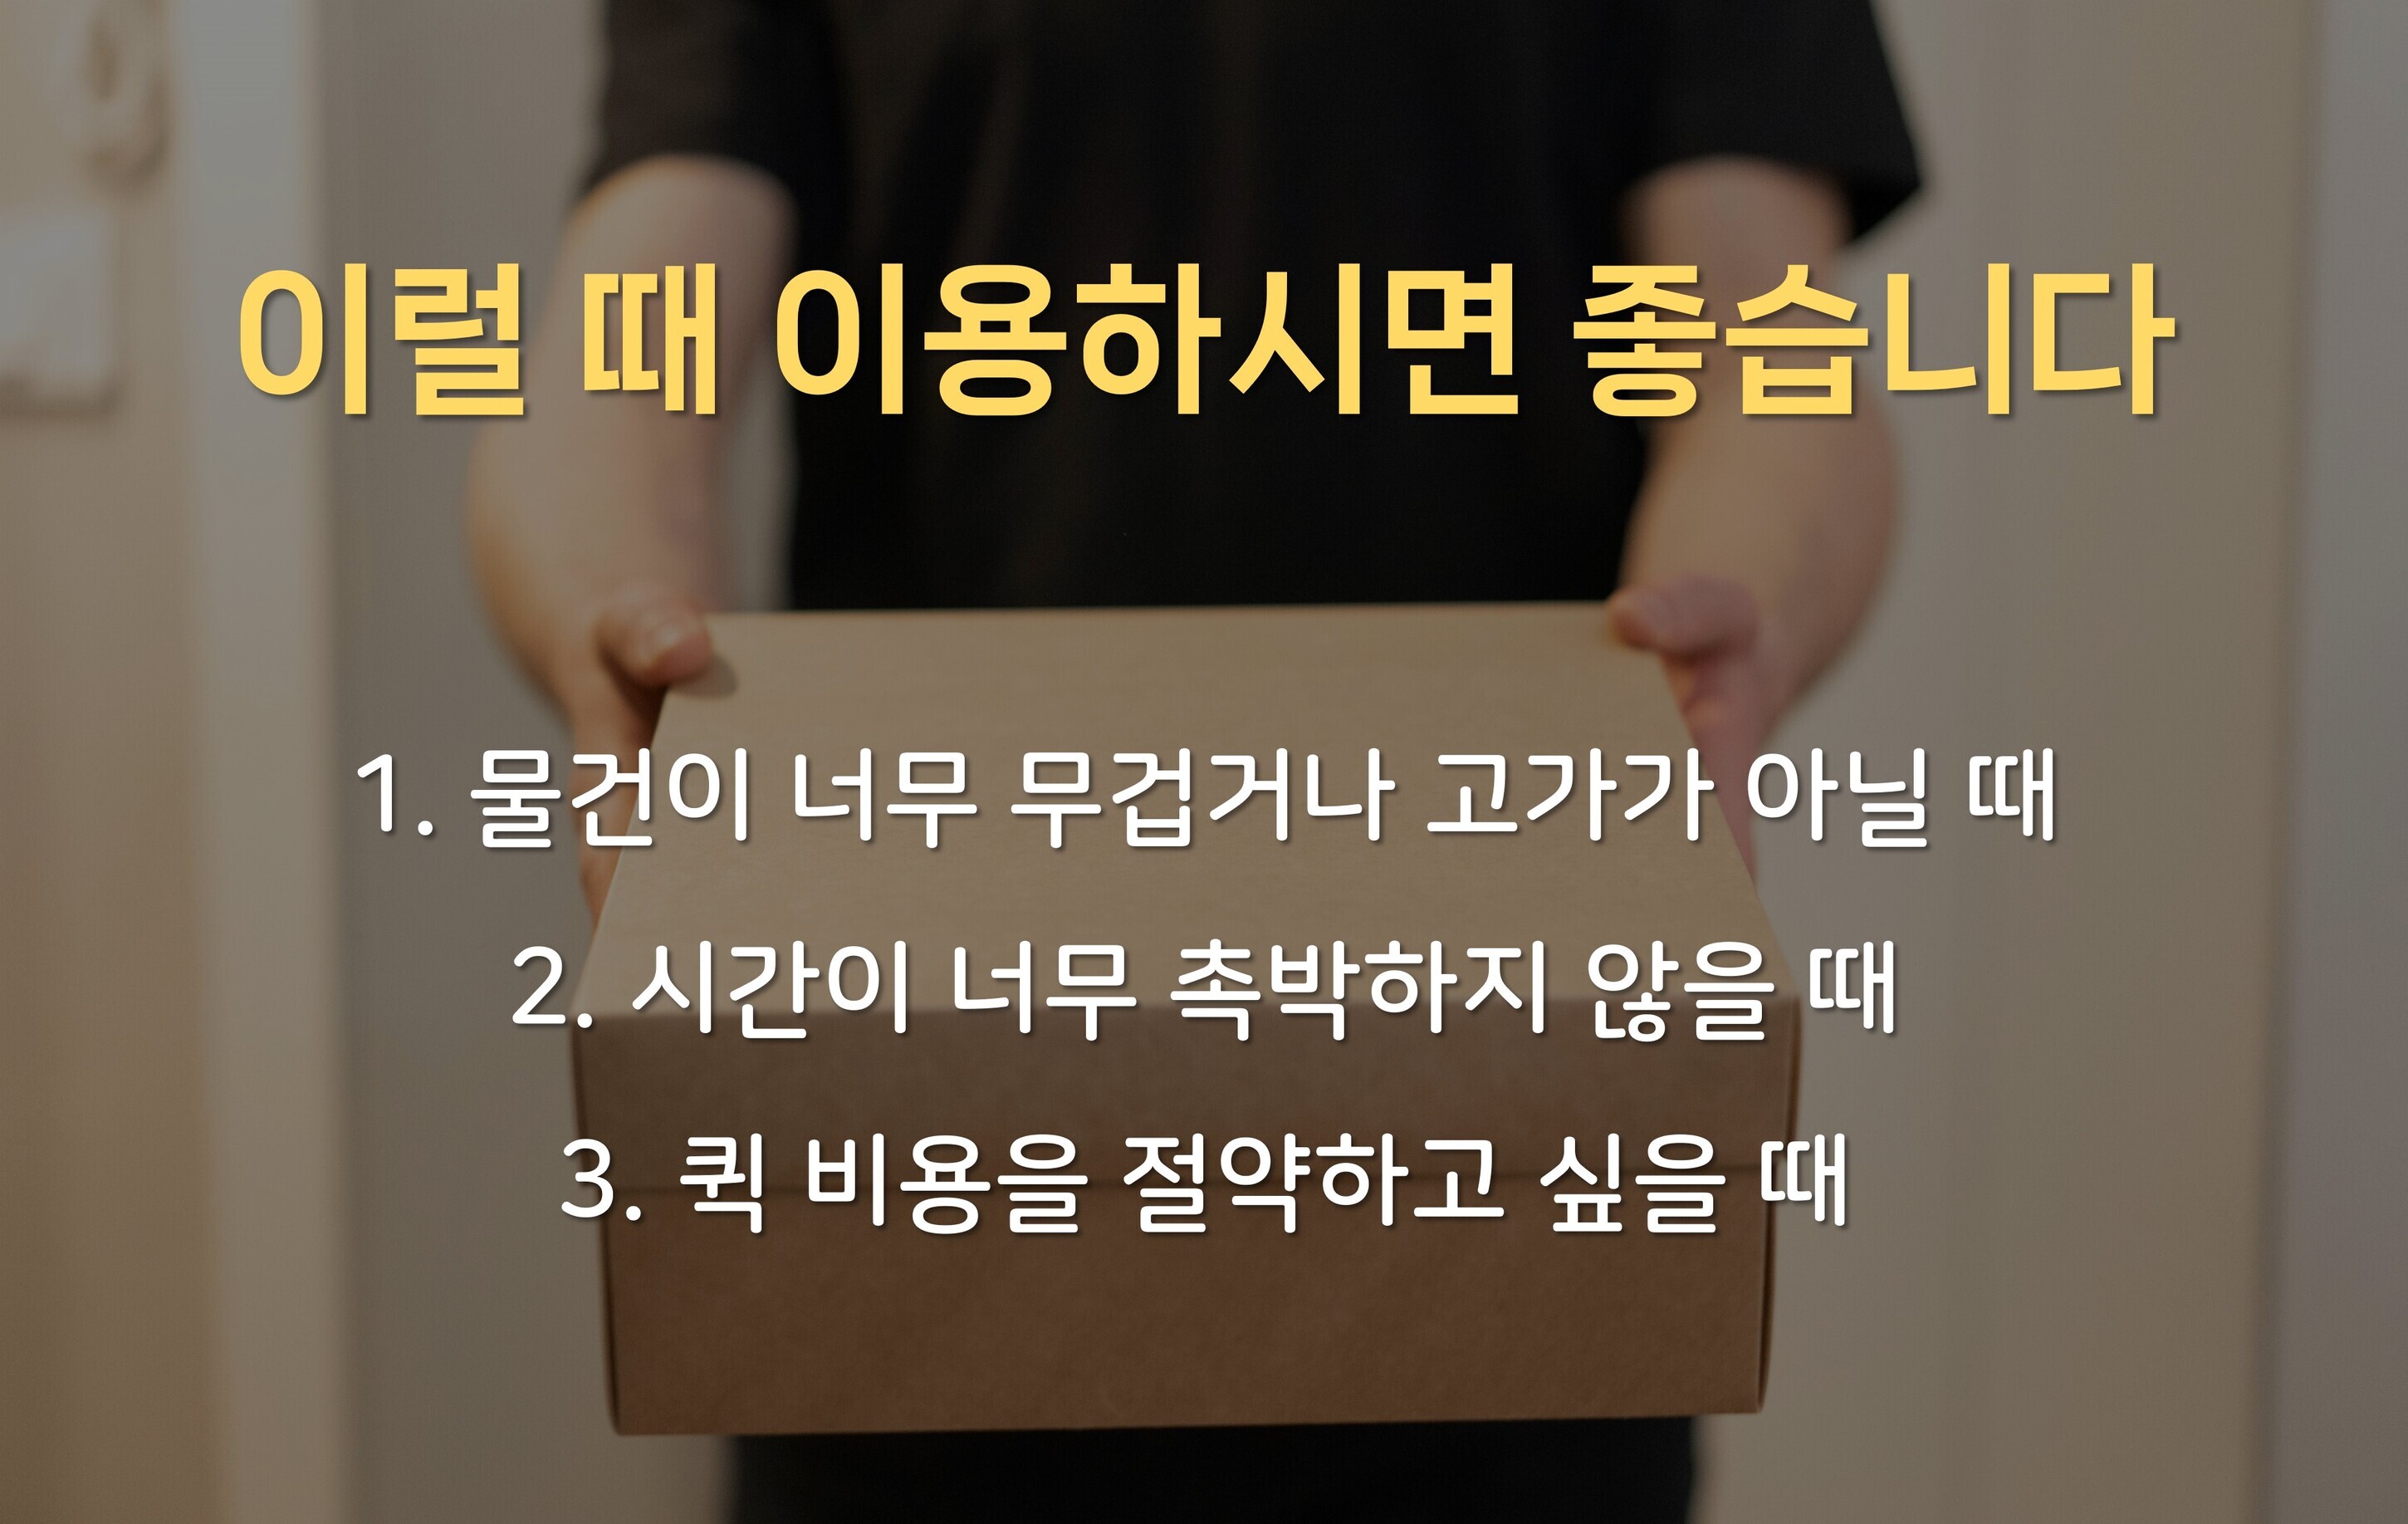 이럴 때 이용하시면 좋습니다
1. 물건이 너무 무겁거나 고가가 아닐 때
2. 시간이 너무 촉박하지 않을 때
3. 퀵 비용을 절약하고 싶을 때